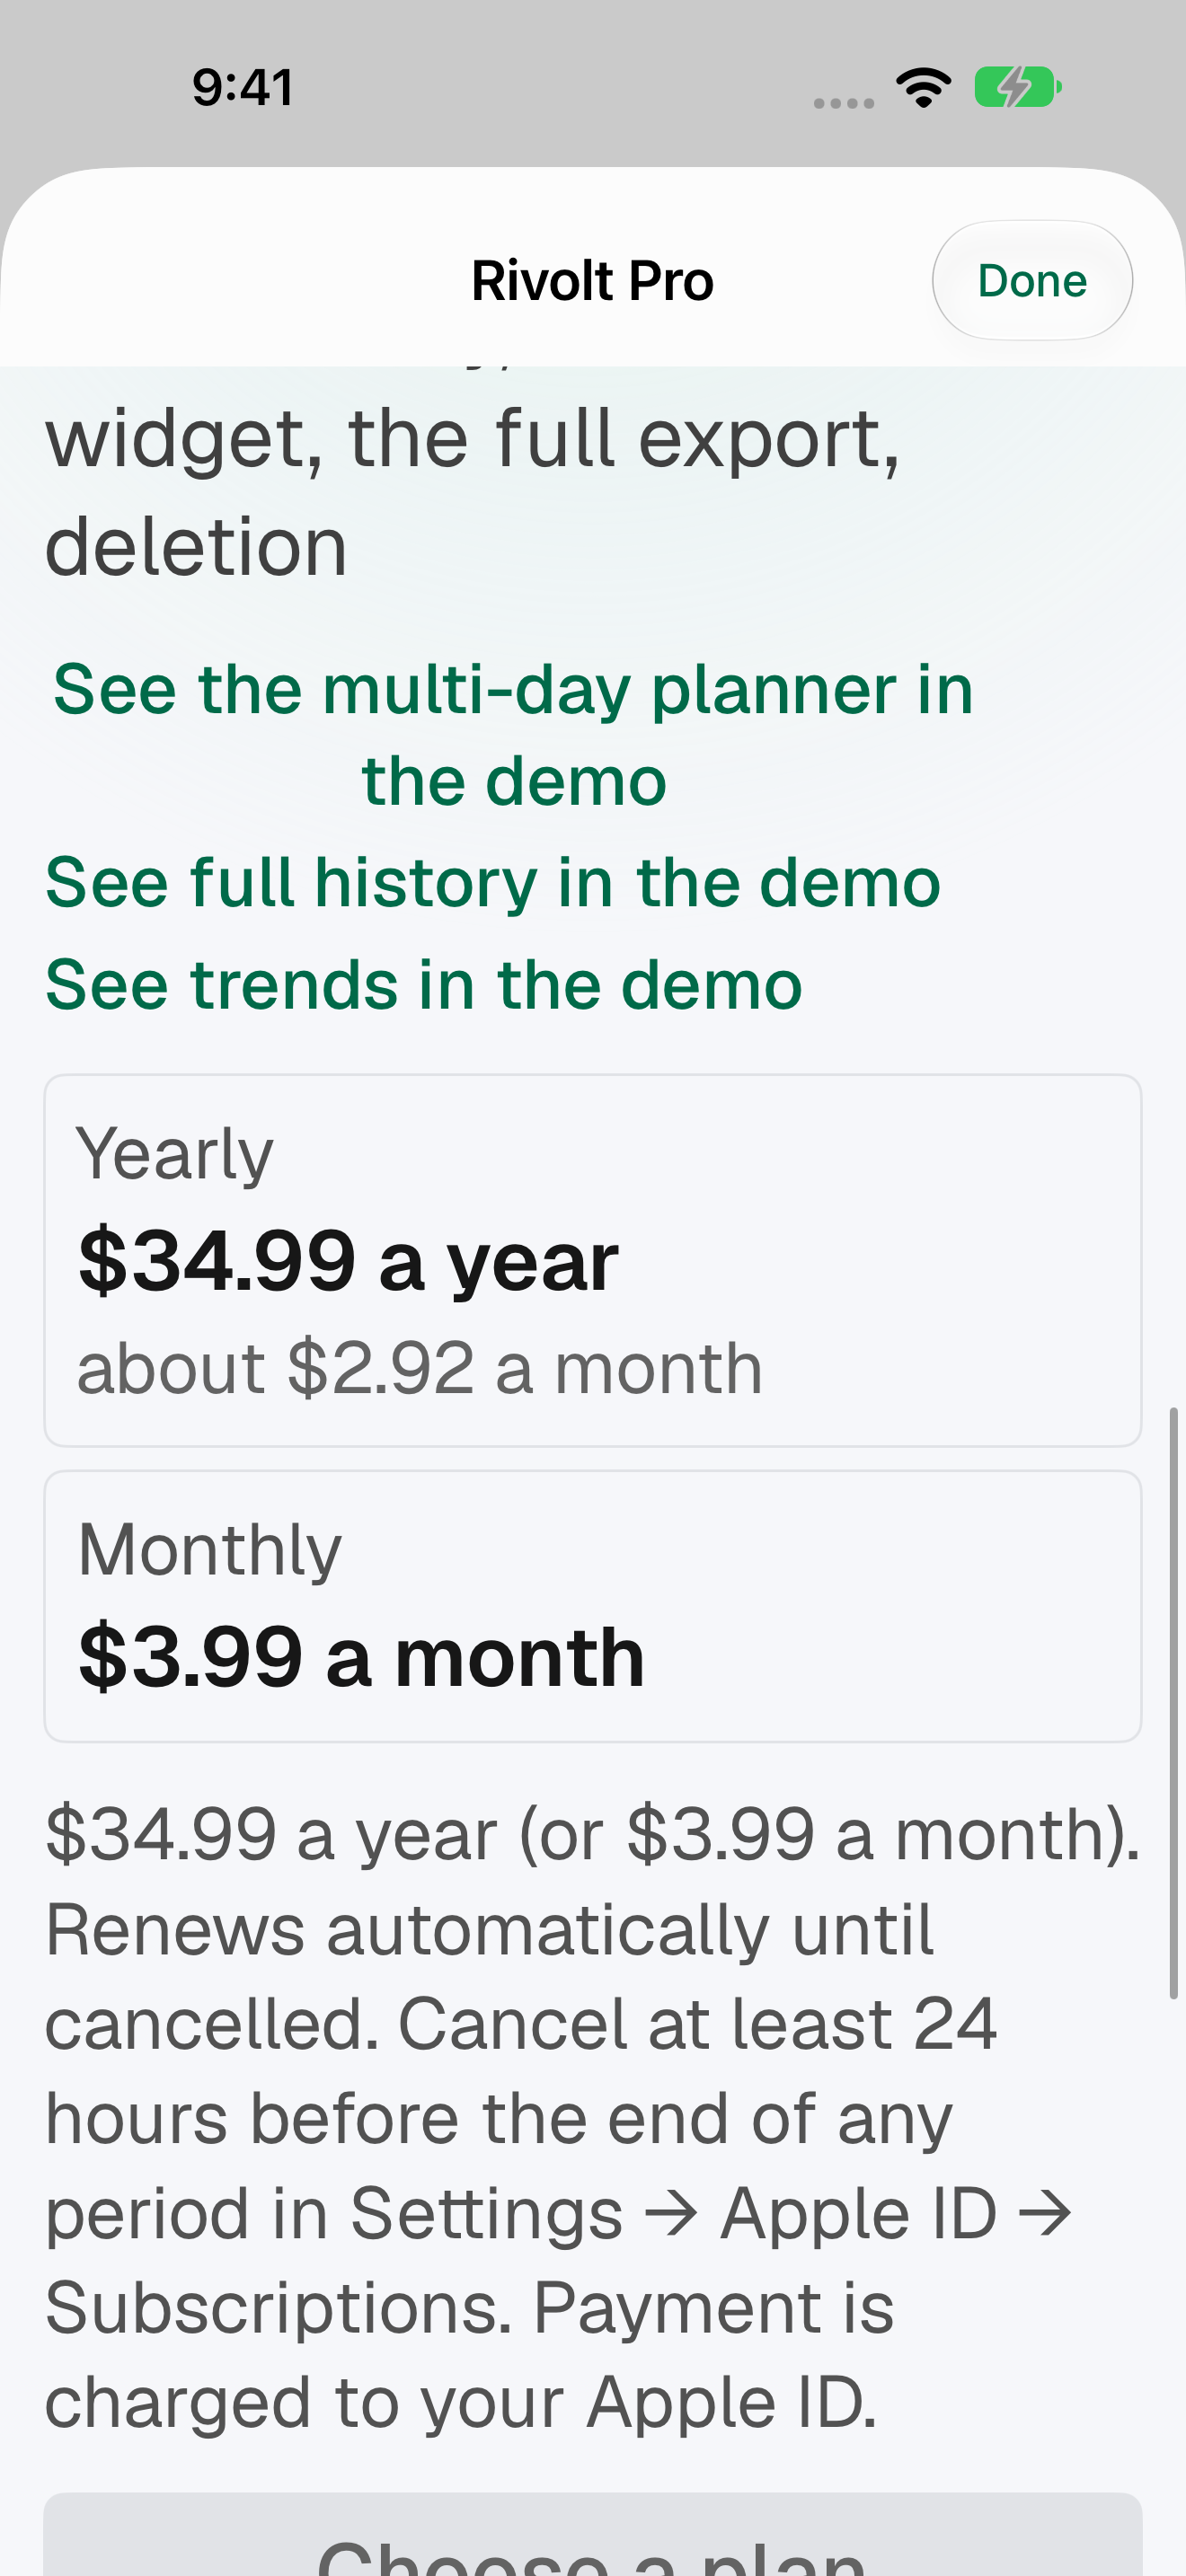 9:41
Rivolt Pro
Done
widget, the full export,
deletion
See the multi-day planner in
the demo
See full history in the demo
See trends in the demo
Yearly
$34.99 a year
about $2.92 a month
Monthly
$3.99 a month
$34.99 a year (or $3.99 a month).
Renews automatically until
cancelled. Cancel at least 24
hours before the end of any
period in Settings → Apple ID →
Subscriptions. Payment is
charged to your Apple ID.
Choose a plan